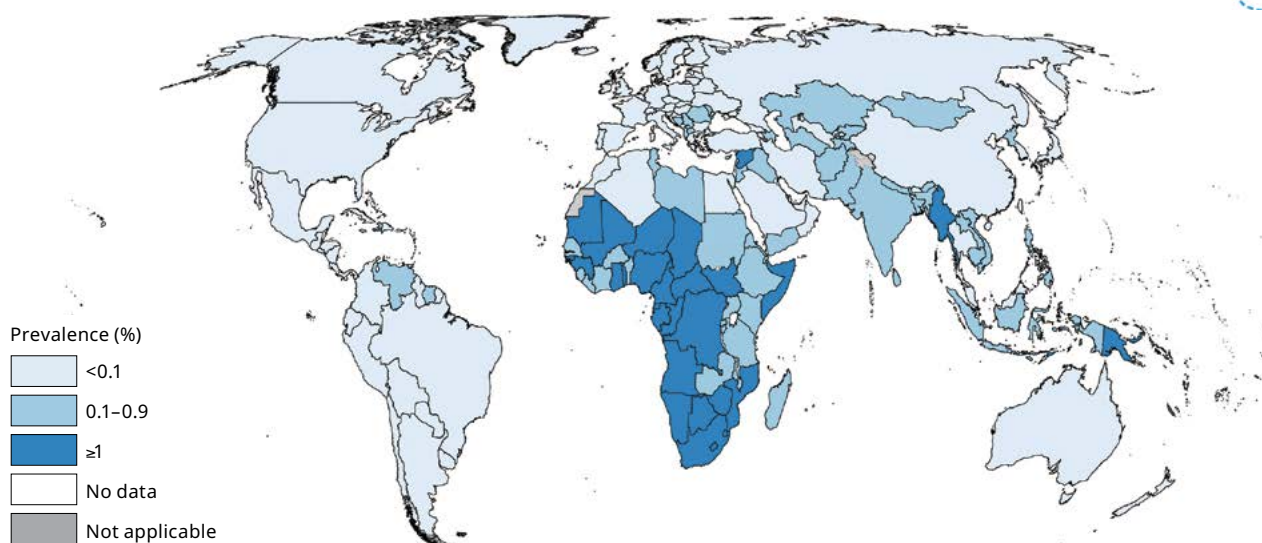 Prevalence (%)
<0.1
0.1–0.9
≥1
No data
Not applicable